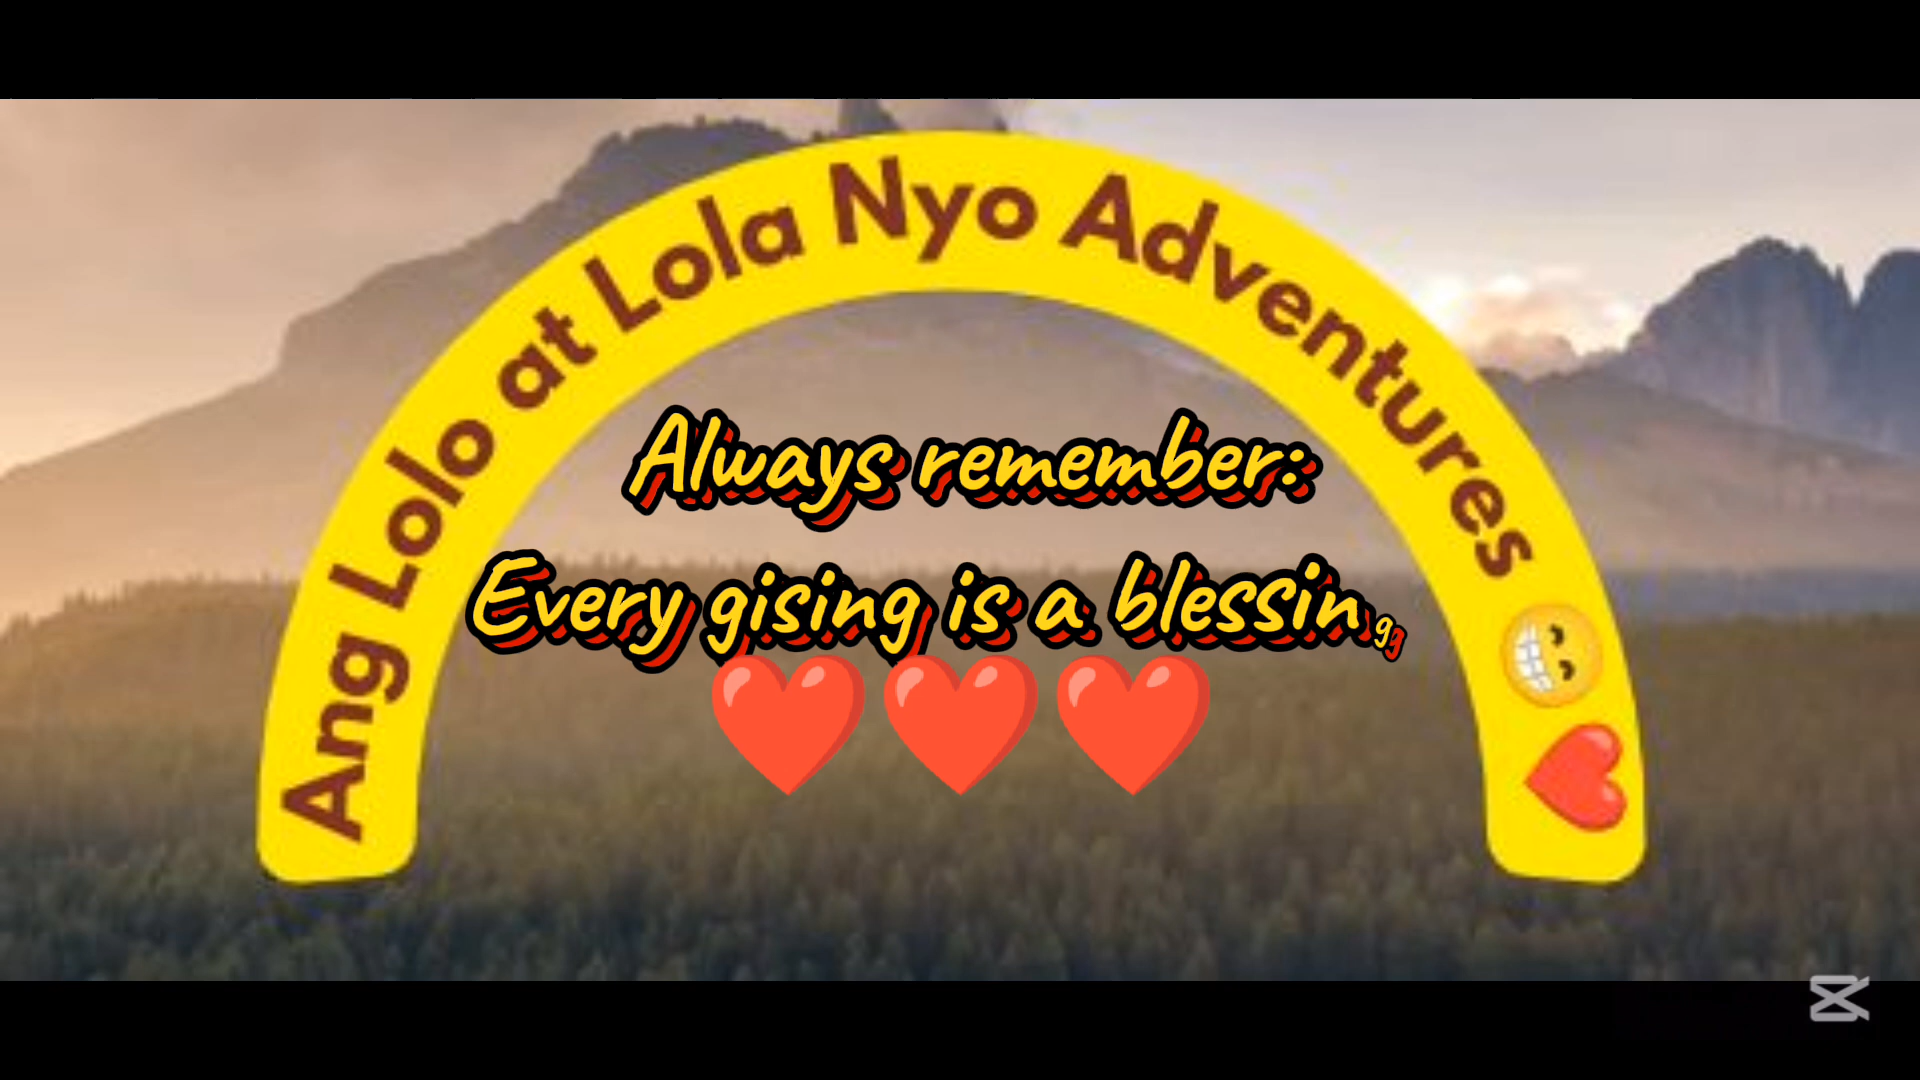 Ang Lolo at Lola Nyo Adventures 😁❤️
Always remember:
Every gising is a blessing
❤️❤️❤️